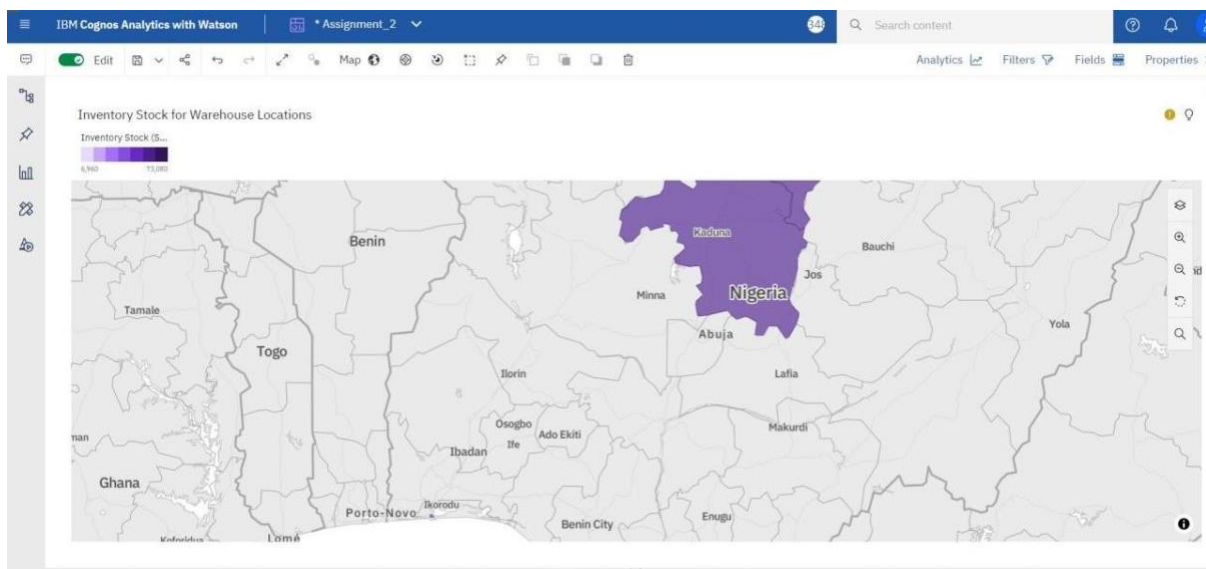 IBM Cognos Analytics with Watson
* Assignment_2
Search content
Edit
Map
Analytics
Filters
Fields
Properties
Inventory Stock for Warehouse Locations
Inventory Stock (S...
6,960
73,080
Benin
Kaduna
Bauchi
Jos
Minna
Nigeria
Tamale
Abuja
Yola
Togo
Ilorin
Lafia
Osogbo
Ado Ekiti
Makurdi
Ife
Ibadan
Ghana
Ikorodu
Porto-Novo
Enugu
Benin City
Koforidua
Lomé